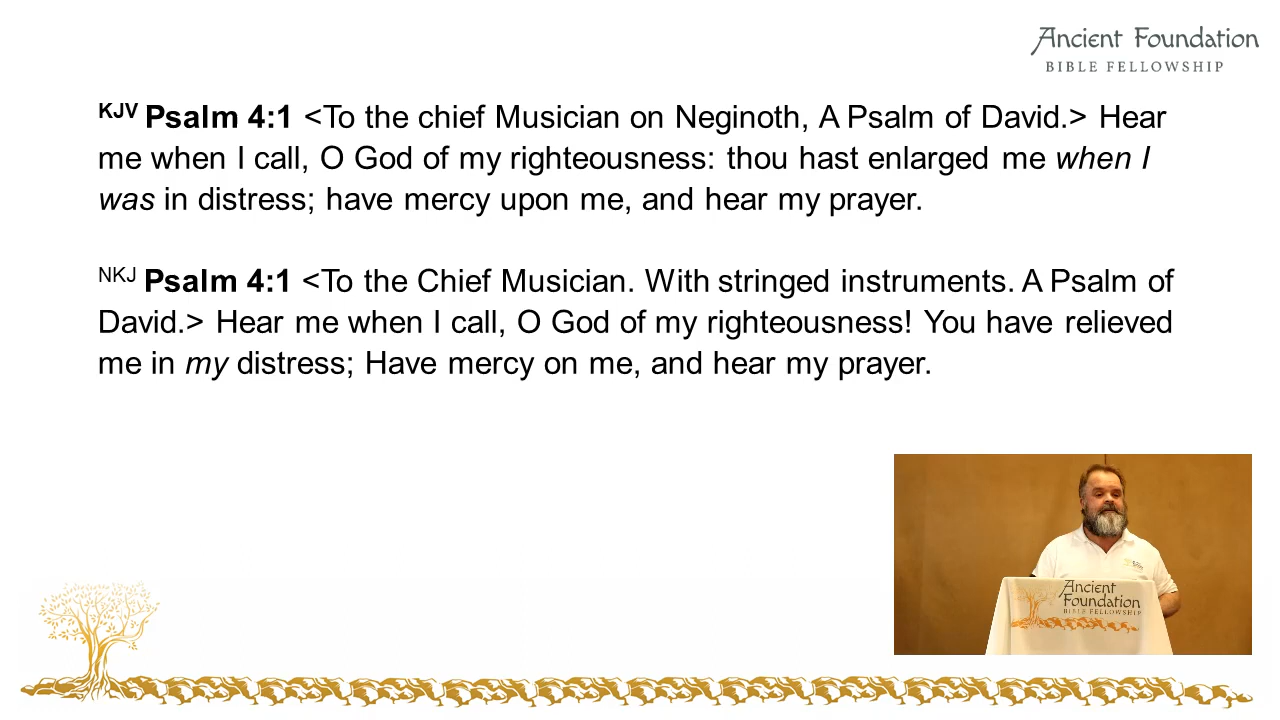 Ancient Foundation
BIBLE FELLOWSHIP
KJV Psalm 4:1 <To the chief Musician on Neginoth, A Psalm of David.> Hear
me when I call, O God of my righteousness: thou hast enlarged me when I
was in distress; have mercy upon me, and hear my prayer.
NKJ Psalm 4:1 <To the Chief Musician. With stringed instruments. A Psalm of
David.> Hear me when I call, O God of my righteousness! You have relieved
me in my distress; Have mercy on me, and hear my prayer.
Ancient
Foundation
BIBLE FELLOWSHIP